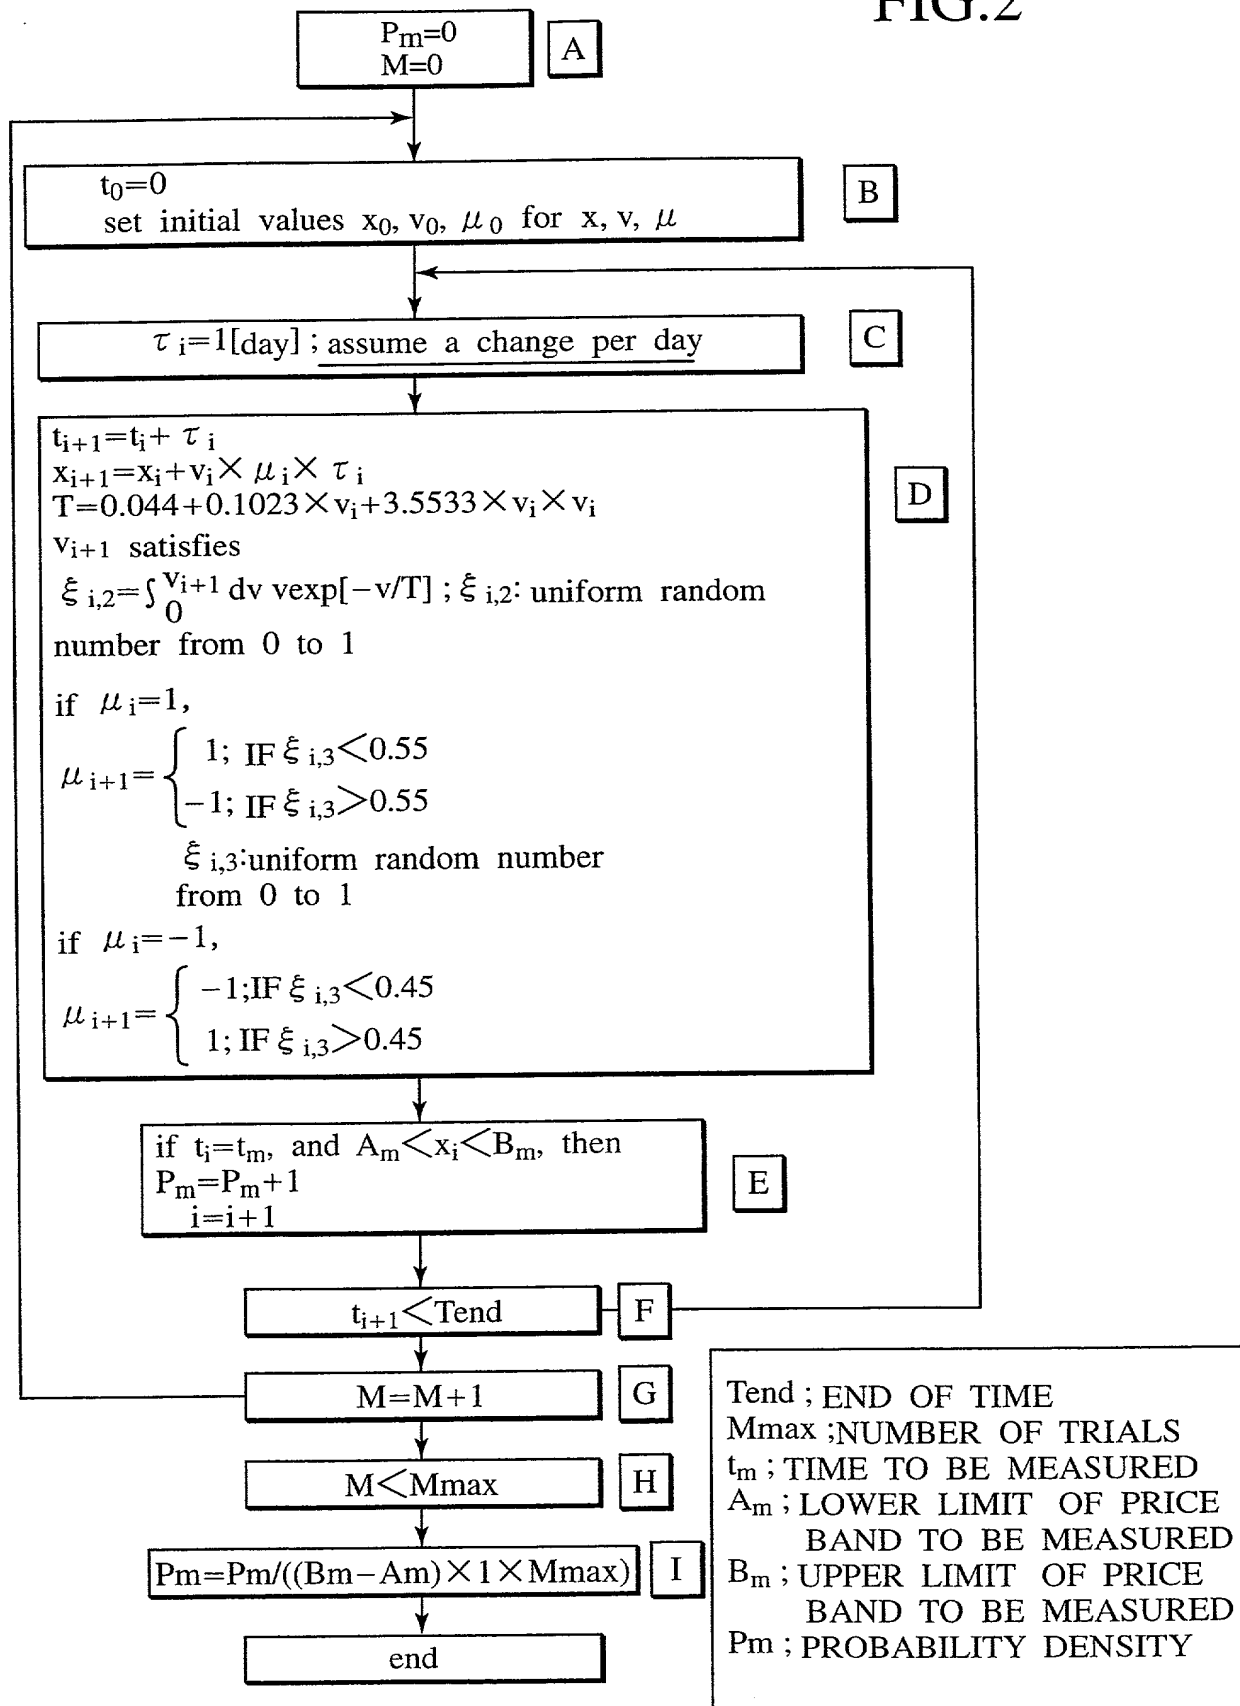 FIG.2
Pm=0
M=0
A
t0=0
set initial values x0, v0, μ0 for x, v, μ
B
τi=1[day] ; assume a change per day
C
ti+1=ti+ τi
xi+1=xi+vi× μi× τi
T=0.044+0.1023×vi+3.5533×vi×vi
D
vi+1 satisfies
ξi,2=∫0vi+1 dv vexp[-v/T] ; ξi,2: uniform random
number from 0 to 1
if μi=1,
μi+1={ 1; IF ξi,3<0.55
-1; IF ξi,3>0.55
ξi,3:uniform random number
from 0 to 1
if μi=-1,
μi+1={ -1;IF ξi,3<0.45
1; IF ξi,3>0.45
if ti=tm, and Am<xi<Bm, then
Pm=Pm+1
i=i+1
E
ti+1<Tend
F
M=M+1
G
M<Mmax
H
Pm=Pm/((Bm-Am)×1×Mmax)
I
end
Tend ; END OF TIME
Mmax ;NUMBER OF TRIALS
tm ; TIME TO BE MEASURED
Am ; LOWER LIMIT OF PRICE
BAND TO BE MEASURED
Bm ; UPPER LIMIT OF PRICE
BAND TO BE MEASURED
Pm ; PROBABILITY DENSITY